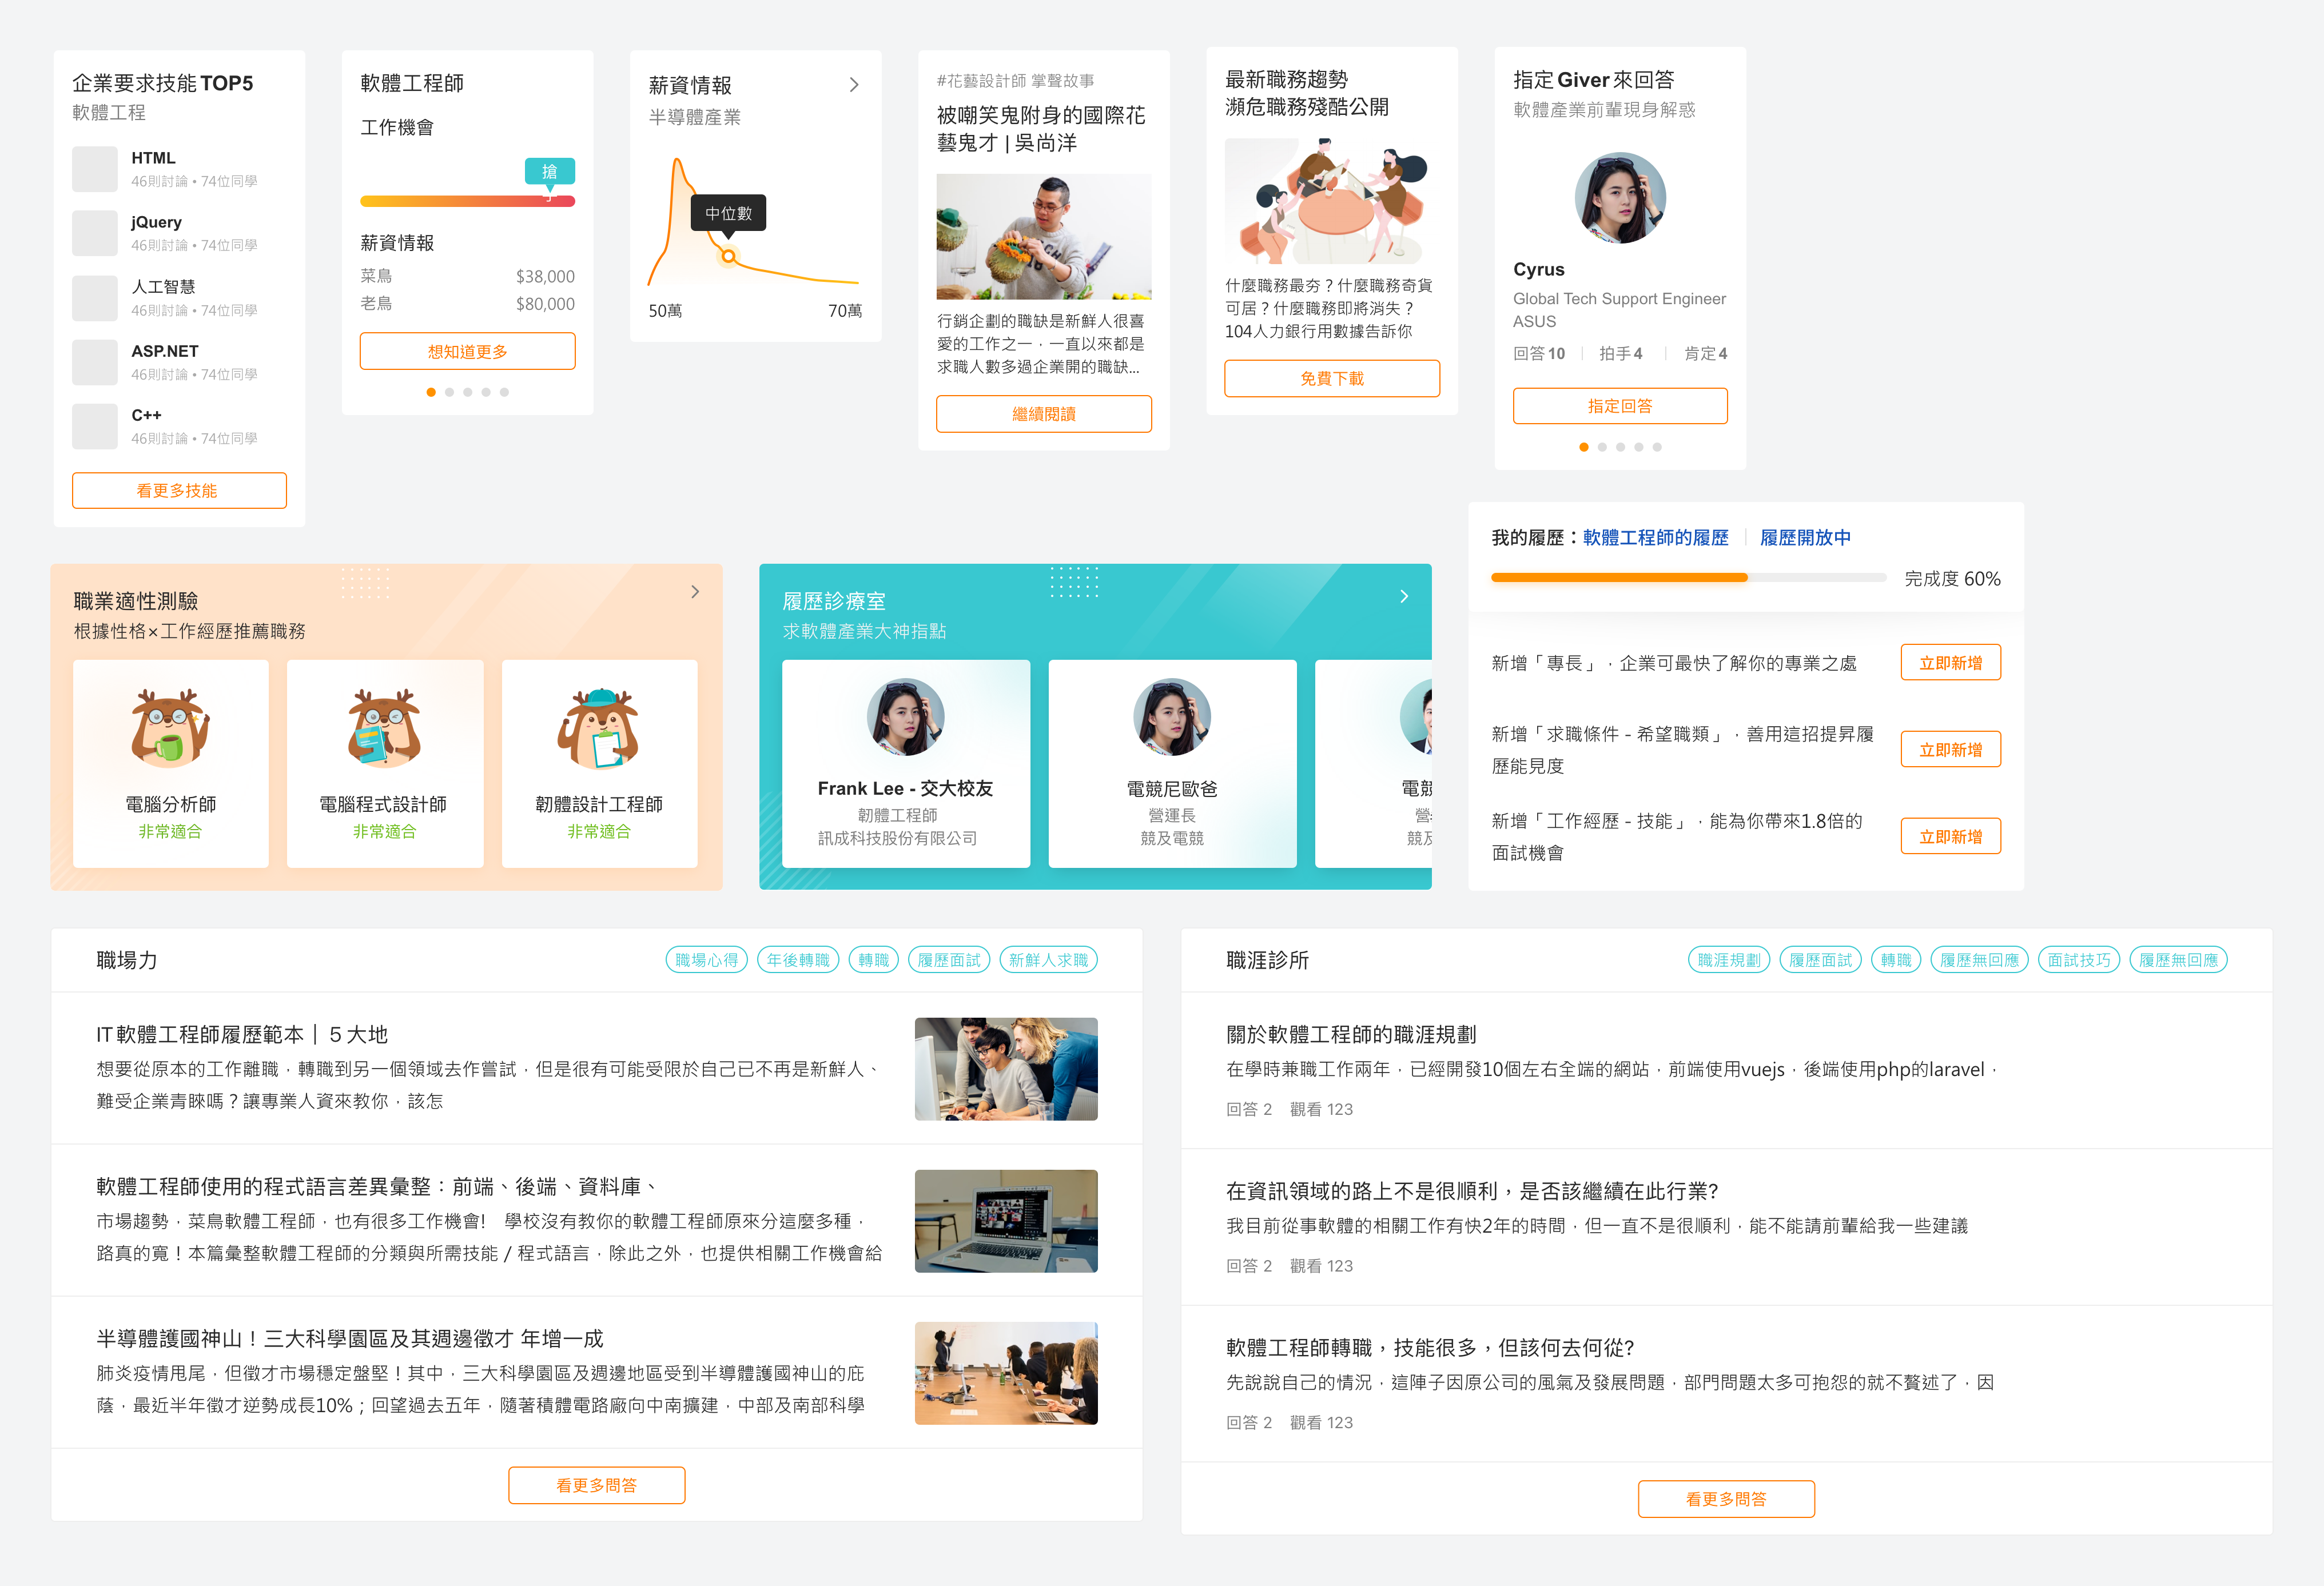 企業要求技能 TOP5
軟體工程
HTML
46則討論 • 74位同學
jQuery
46則討論 • 74位同學
人工智慧
46則討論 • 74位同學
ASP.NET
46則討論 • 74位同學
C++
46則討論 • 74位同學
看更多技能
軟體工程師
工作機會
搶
薪資情報
菜鳥 $38,000
老鳥 $80,000
想知道更多
薪資情報
半導體產業
中位數
50萬 70萬
#花藝設計師 掌聲故事
被嘲笑鬼附身的國際花
藝鬼才 | 吳尚洋
行銷企劃的職缺是新鮮人很喜
愛的工作之一，一直以來都是
求職人數多過企業開的職缺...
繼續閱讀
最新職務趨勢
瀕危職務殘酷公開
什麼職務最夯？什麼職務奇貨
可居？什麼職務即將消失？
104人力銀行用數據告訴你
免費下載
指定 Giver 來回答
軟體產業前輩現身解惑
Cyrus
Global Tech Support Engineer
ASUS
回答 10 拍手 4 肯定 4
指定回答
職業適性測驗
根據性格×工作經歷推薦職務
電腦分析師
非常適合
電腦程式設計師
非常適合
韌體設計工程師
非常適合
履歷診療室
求軟體產業大神指點
Frank Lee - 交大校友
韌體工程師
訊成科技股份有限公司
電競尼歐爸
營運長
競及電競
電競
營
競及
我的履歷：軟體工程師的履歷 履歷開放中
完成度 60%
新增「專長」，企業可最快了解你的專業之處
立即新增
新增「求職條件 - 希望職類」，善用這招提昇履
歷能見度
立即新增
新增「工作經歷 - 技能」，能為你帶來1.8倍的
面試機會
立即新增
職場力
職場心得 年後轉職 轉職 履歷面試 新鮮人求職
IT 軟體工程師履歷範本｜５大地
想要從原本的工作離職，轉職到另一個領域去作嘗試，但是很有可能受限於自己已不再是新鮮人、
難受企業青睞嗎？讓專業人資來教你，該怎
軟體工程師使用的程式語言差異彙整：前端、後端、資料庫、
市場趨勢，菜鳥軟體工程師，也有很多工作機會!　學校沒有教你的軟體工程師原來分這麼多種，
路真的寬！本篇彙整軟體工程師的分類與所需技能 / 程式語言，除此之外，也提供相關工作機會給
半導體護國神山！三大科學園區及其週邊徵才 年增一成
肺炎疫情甩尾，但徵才市場穩定盤堅！其中，三大科學園區及週邊地區受到半導體護國神山的庇
蔭，最近半年徵才逆勢成長10%；回望過去五年，隨著積體電路廠向中南擴建，中部及南部科學
看更多問答
職涯診所
職涯規劃 履歷面試 轉職 履歷無回應 面試技巧 履歷無回應
關於軟體工程師的職涯規劃
在學時兼職工作兩年，已經開發10個左右全端的網站，前端使用vuejs，後端使用php的laravel，
回答 2 觀看 123
在資訊領域的路上不是很順利，是否該繼續在此行業?
我目前從事軟體的相關工作有快2年的時間，但一直不是很順利，能不能請前輩給我一些建議
回答 2 觀看 123
軟體工程師轉職，技能很多，但該何去何從?
先說說自己的情況，這陣子因原公司的風氣及發展問題，部門問題太多可抱怨的就不贅述了，因
回答 2 觀看 123
看更多問答